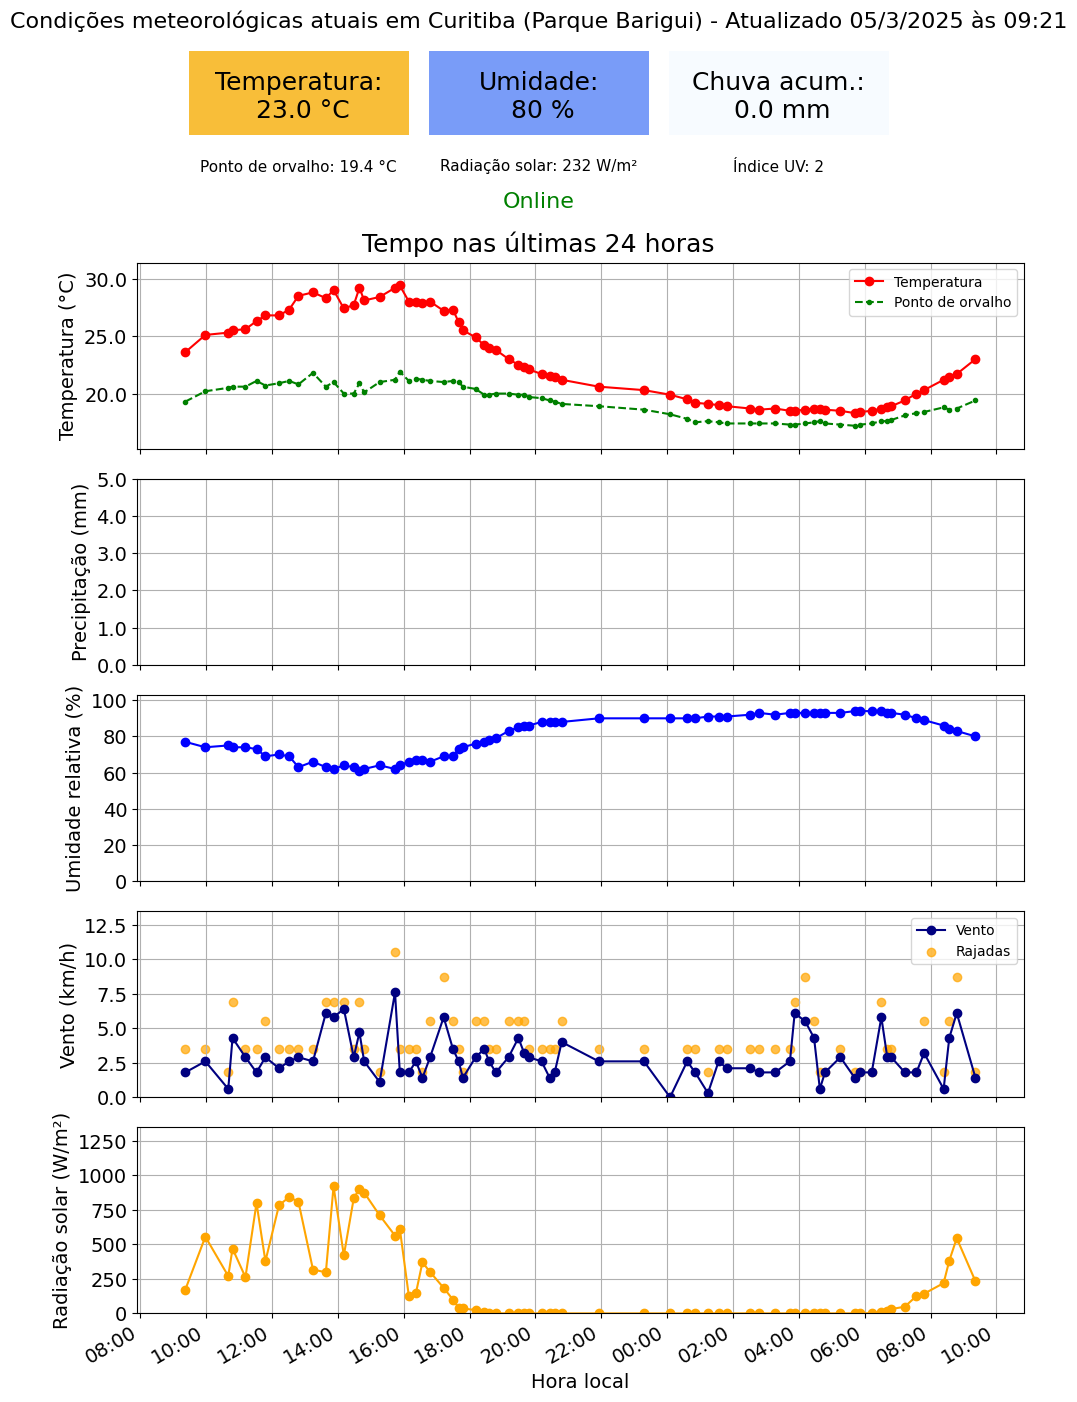 Condições meteorológicas atuais em Curitiba (Parque Barigui) - Atualizado 05/3/2025 às 09:21
Temperatura:
23.0 °C
Umidade:
80 %
Chuva acum.:
0.0 mm
Ponto de orvalho: 19.4 °C
Radiação solar: 232 W/m²
Índice UV: 2
Online
Tempo nas últimas 24 horas
Temperatura (°C)
30.0
25.0
20.0
Temperatura
Ponto de orvalho
Precipitação (mm)
5.0
4.0
3.0
2.0
1.0
0.0
Umidade relativa (%)
100
80
60
40
20
0
Vento (km/h)
12.5
10.0
7.5
5.0
2.5
0.0
Vento
Rajadas
Radiação solar (W/m²)
1250
1000
750
500
250
0
08:00
10:00
12:00
14:00
16:00
18:00
20:00
22:00
00:00
02:00
04:00
06:00
08:00
10:00
Hora local